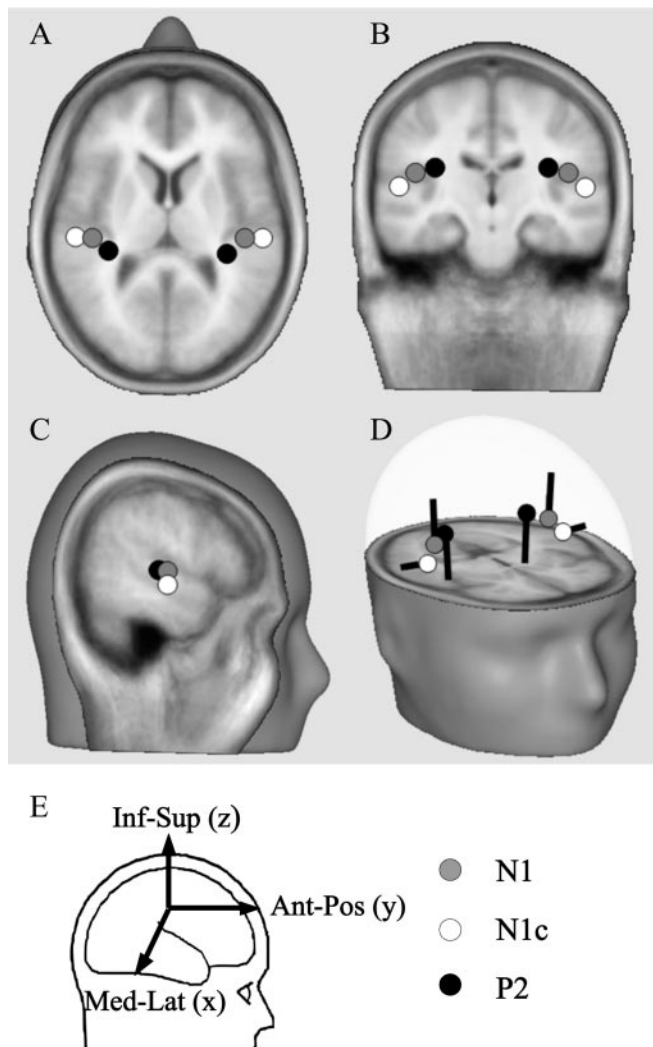 A
B
C
D
E
Inf-Sup (z)
Ant-Pos (y)
Med-Lat (x)
N1
N1c
P2